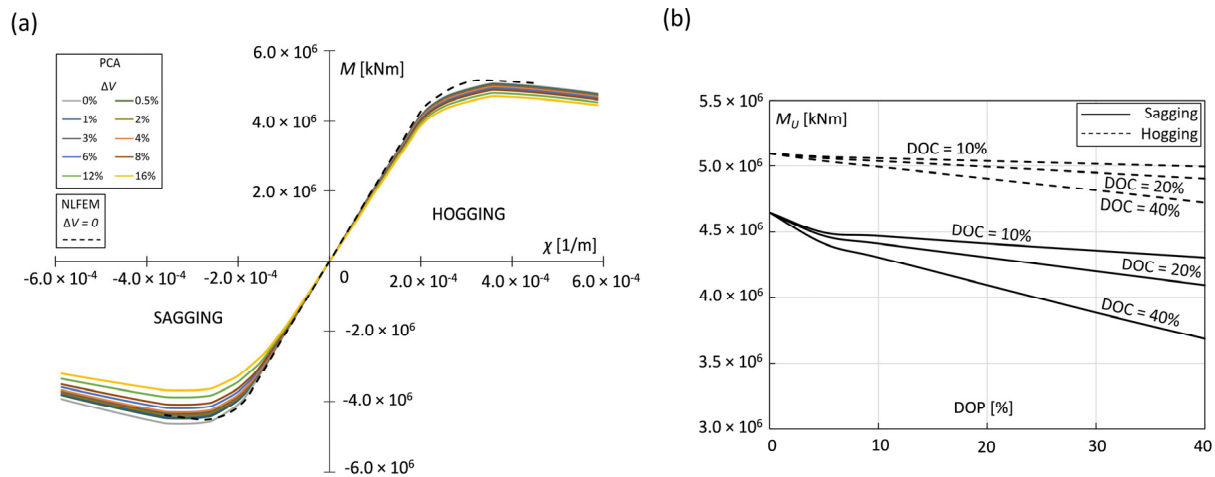 (a)
PCA
ΔV
0% 0.5%
1% 2%
3% 4%
6% 8%
12% 16%
NLFEM
ΔV = 0
6.0 × 10⁶
M [kNm]
4.0 × 10⁶
2.0 × 10⁶
HOGGING
χ [1/m]
-6.0 × 10⁻⁴ -4.0 × 10⁻⁴ -2.0 × 10⁻⁴ 0 2.0 × 10⁻⁴ 4.0 × 10⁻⁴ 6.0 × 10⁻⁴
SAGGING
-2.0 × 10⁶
-4.0 × 10⁶
-6.0 × 10⁶
(b)
5.5 × 10⁶
M_U [kNm]
Sagging
Hogging
DOC = 10%
5.0 × 10⁶
DOC = 20%
DOC = 40%
4.5 × 10⁶
DOC = 10%
DOC = 20%
4.0 × 10⁶
DOC = 40%
3.5 × 10⁶
DOP [%]
3.0 × 10⁶
0 10 20 30 40